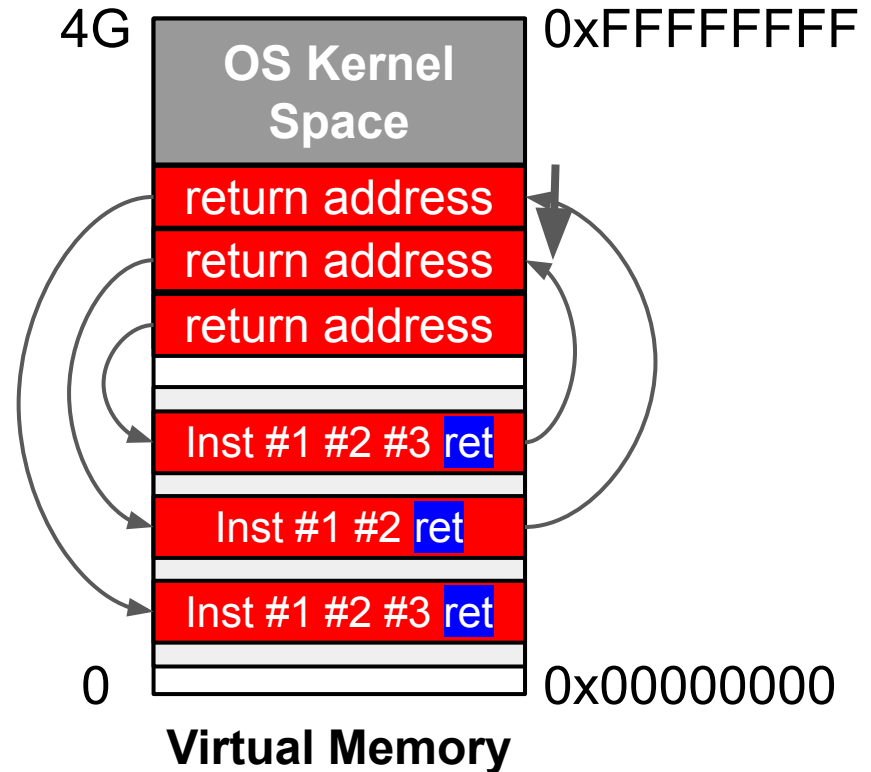 4G
0xFFFFFFFF
OS Kernel
Space
return address
return address
return address
Inst #1 #2 #3 ret
Inst #1 #2 ret
Inst #1 #2 #3 ret
0
0x00000000
Virtual Memory